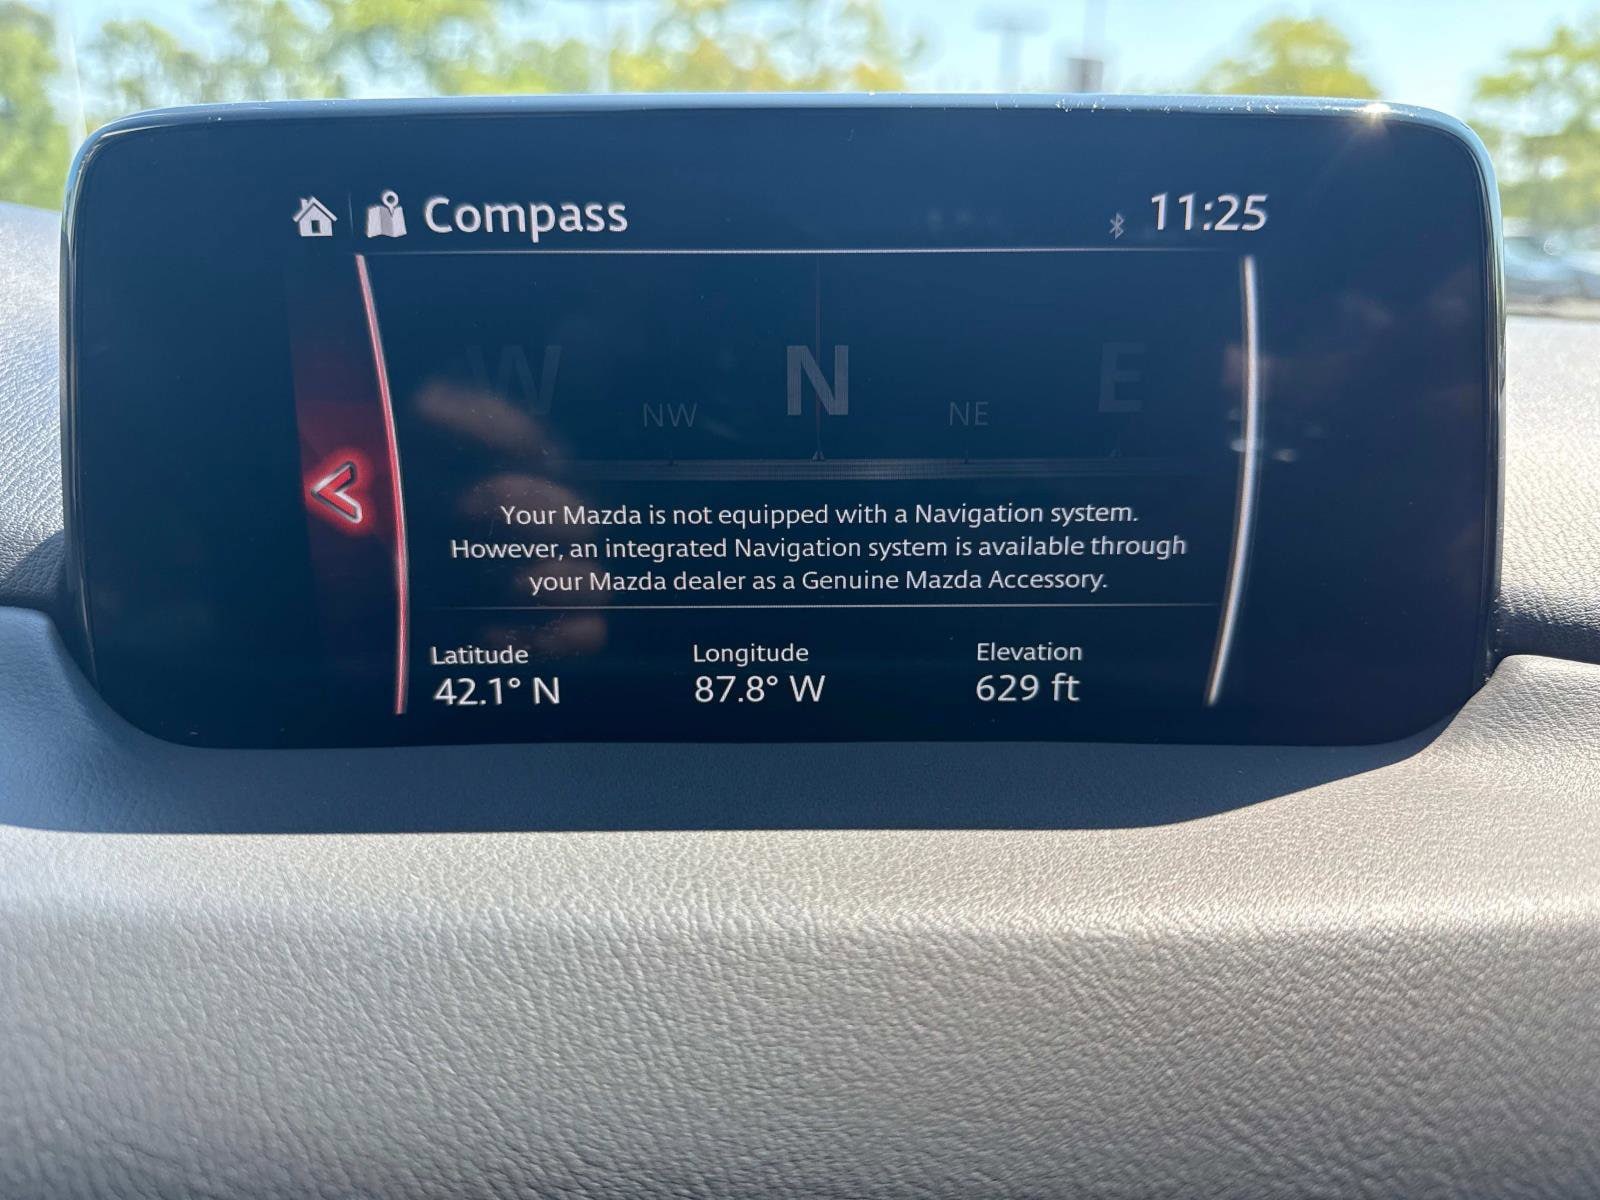 Compass 11:25
W NW N NE E
Your Mazda is not equipped with a Navigation system.
However, an integrated Navigation system is available through
your Mazda dealer as a Genuine Mazda Accessory.
Latitude Longitude Elevation
42.1° N 87.8° W 629 ft